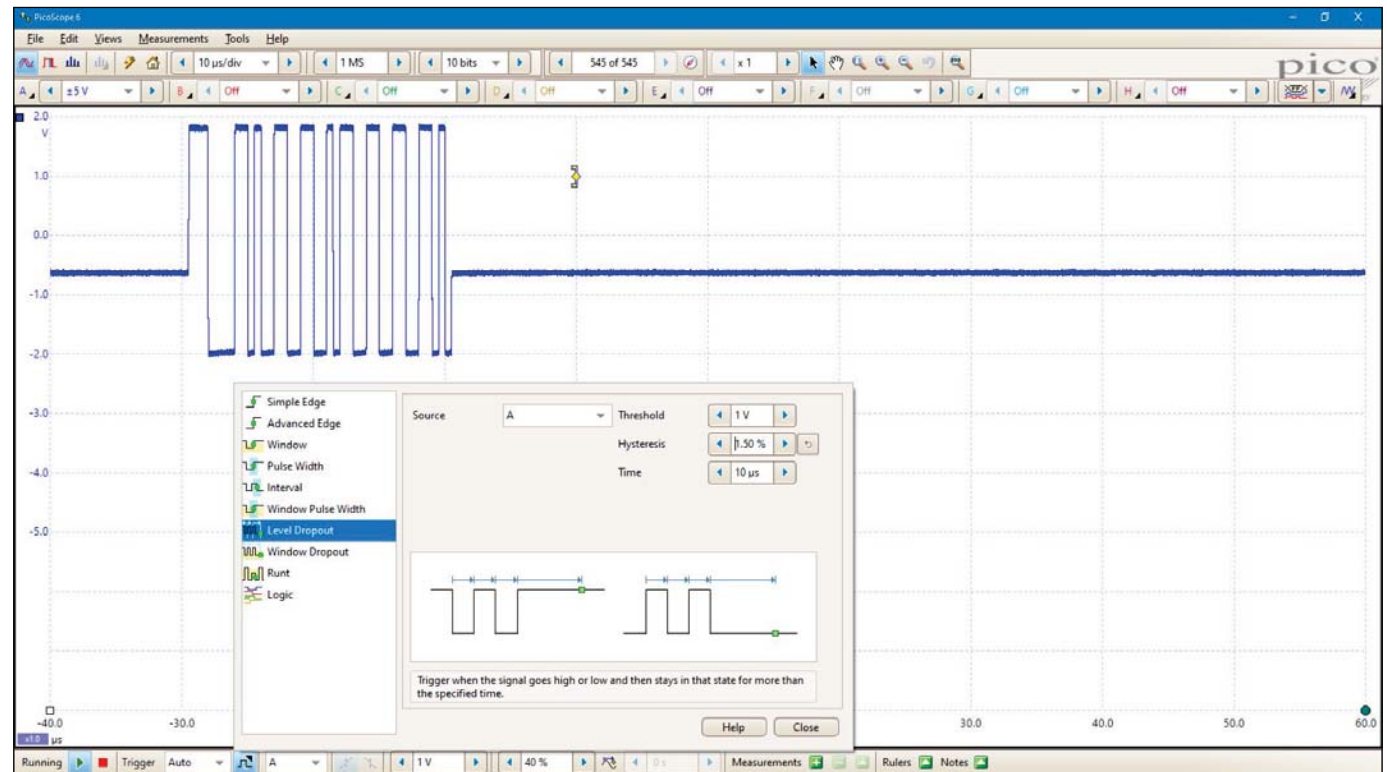 PicoScope 6
File Edit Views Measurements Tools Help
10 µs/div 1 MS 10 bits 545 of 545 x 1
pico
A ±5 V B Off C Off D Off E Off F Off G Off H Off
2.0
V
1.0
0.0
-1.0
-2.0
-3.0
-4.0
-5.0
Simple Edge
Advanced Edge
Window
Pulse Width
Interval
Window Pulse Width
Level Dropout
Window Dropout
Runt
Logic
Source A Threshold 1 V
Hysteresis 1.50 %
Time 10 µs
Trigger when the signal goes high or low and then stays in that state for more than
the specified time.
Help Close
-40.0 -30.0 30.0 40.0 50.0 60.0
x1.0 µs
Running Trigger Auto A 1 V 40 % 0 s Measurements Rulers Notes